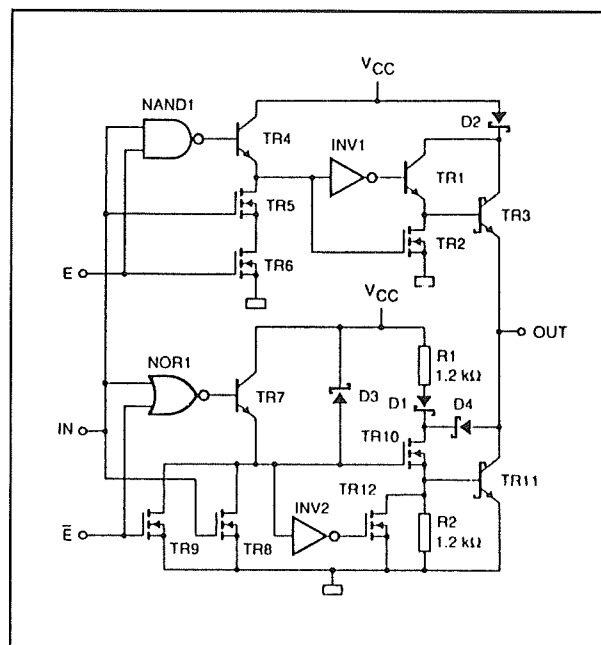 VCC
NAND1
D2
TR4
INV1
TR1
TR3
TR5
TR2
E
TR6
VCC
OUT
NOR1
R1
1.2 kΩ
TR7
D3
D1
D4
IN
TR10
TR11
TR12
INV2
R2
1.2 kΩ
E̅
TR9
TR8